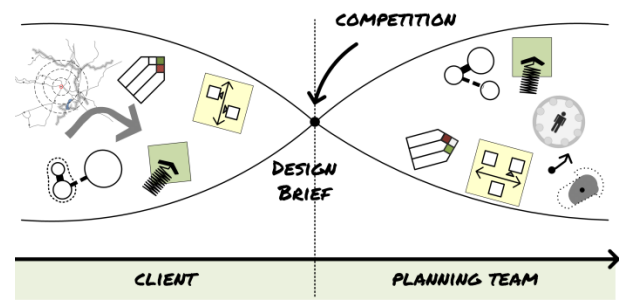 COMPETITION
DESIGN
BRIEF
CLIENT
PLANNING TEAM